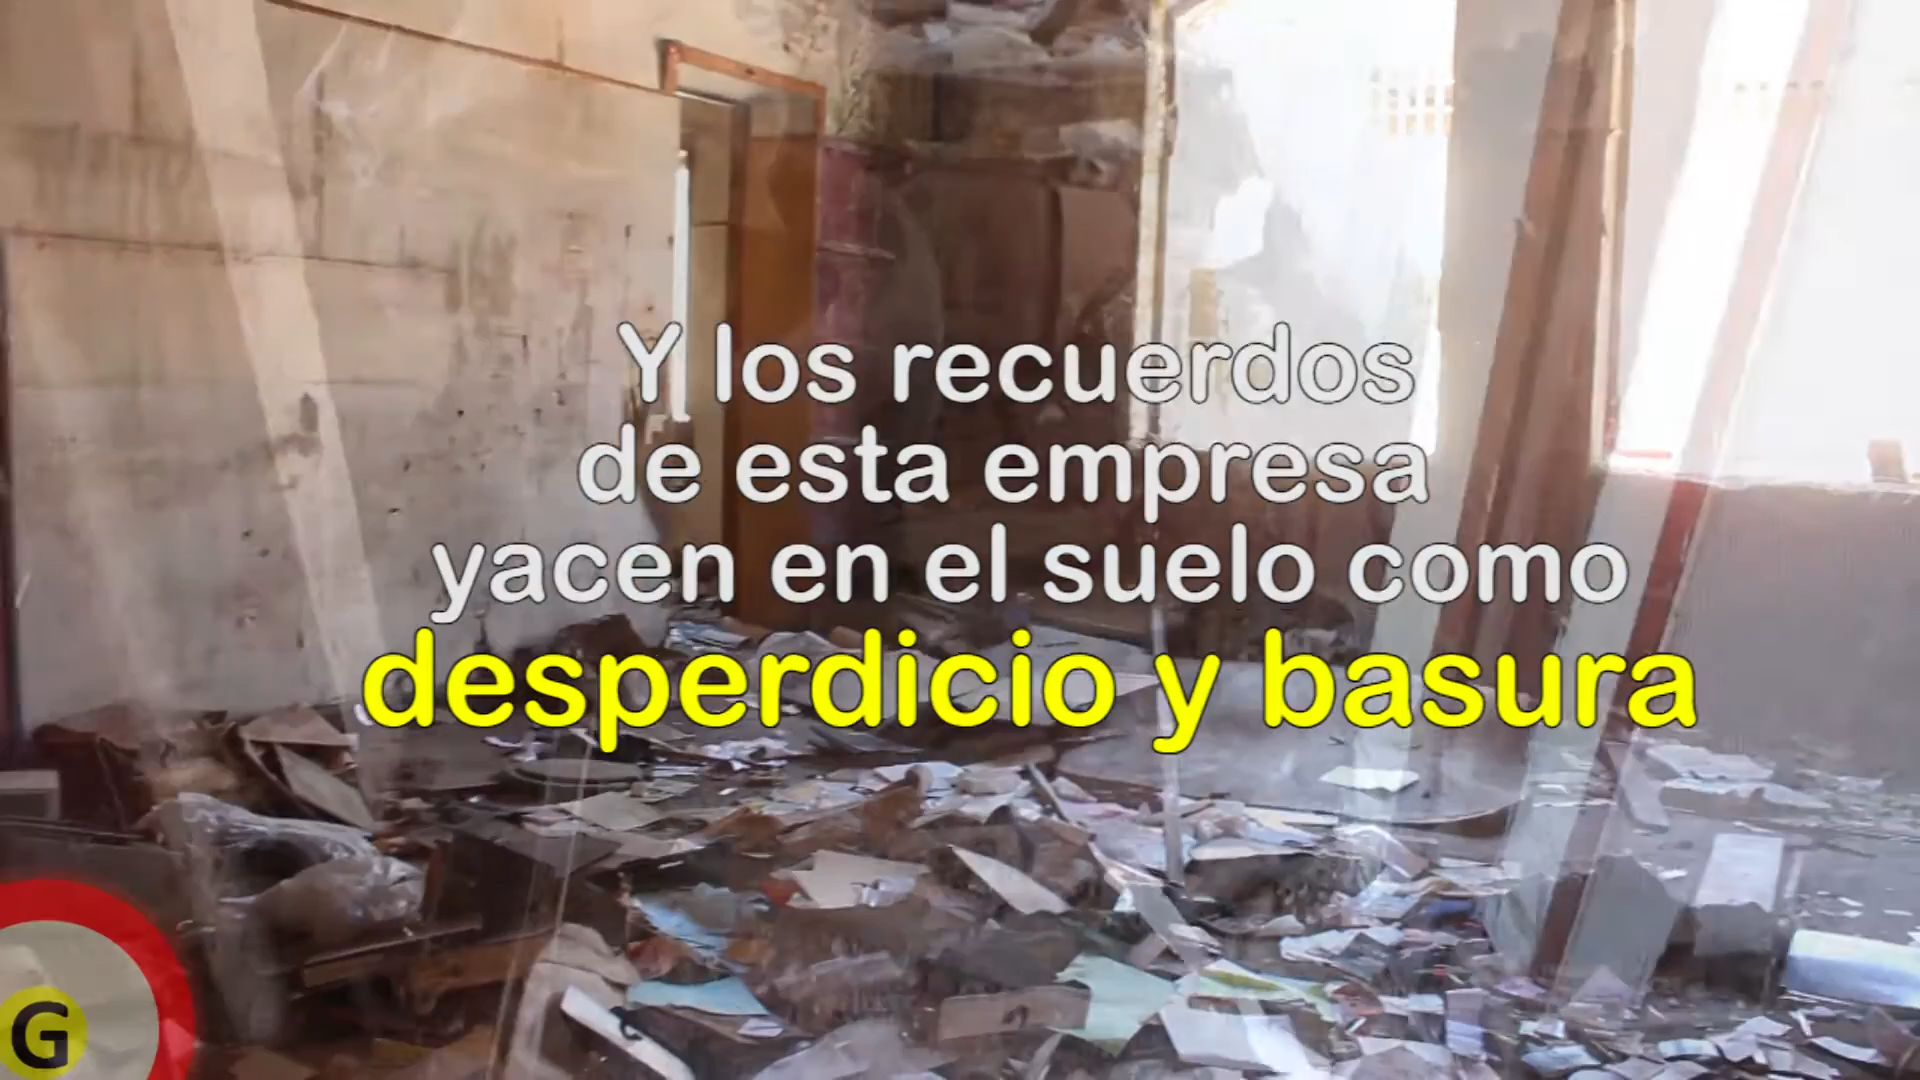 Y los recuerdos
de esta empresa
yacen en el suelo como
desperdicio y basura
G